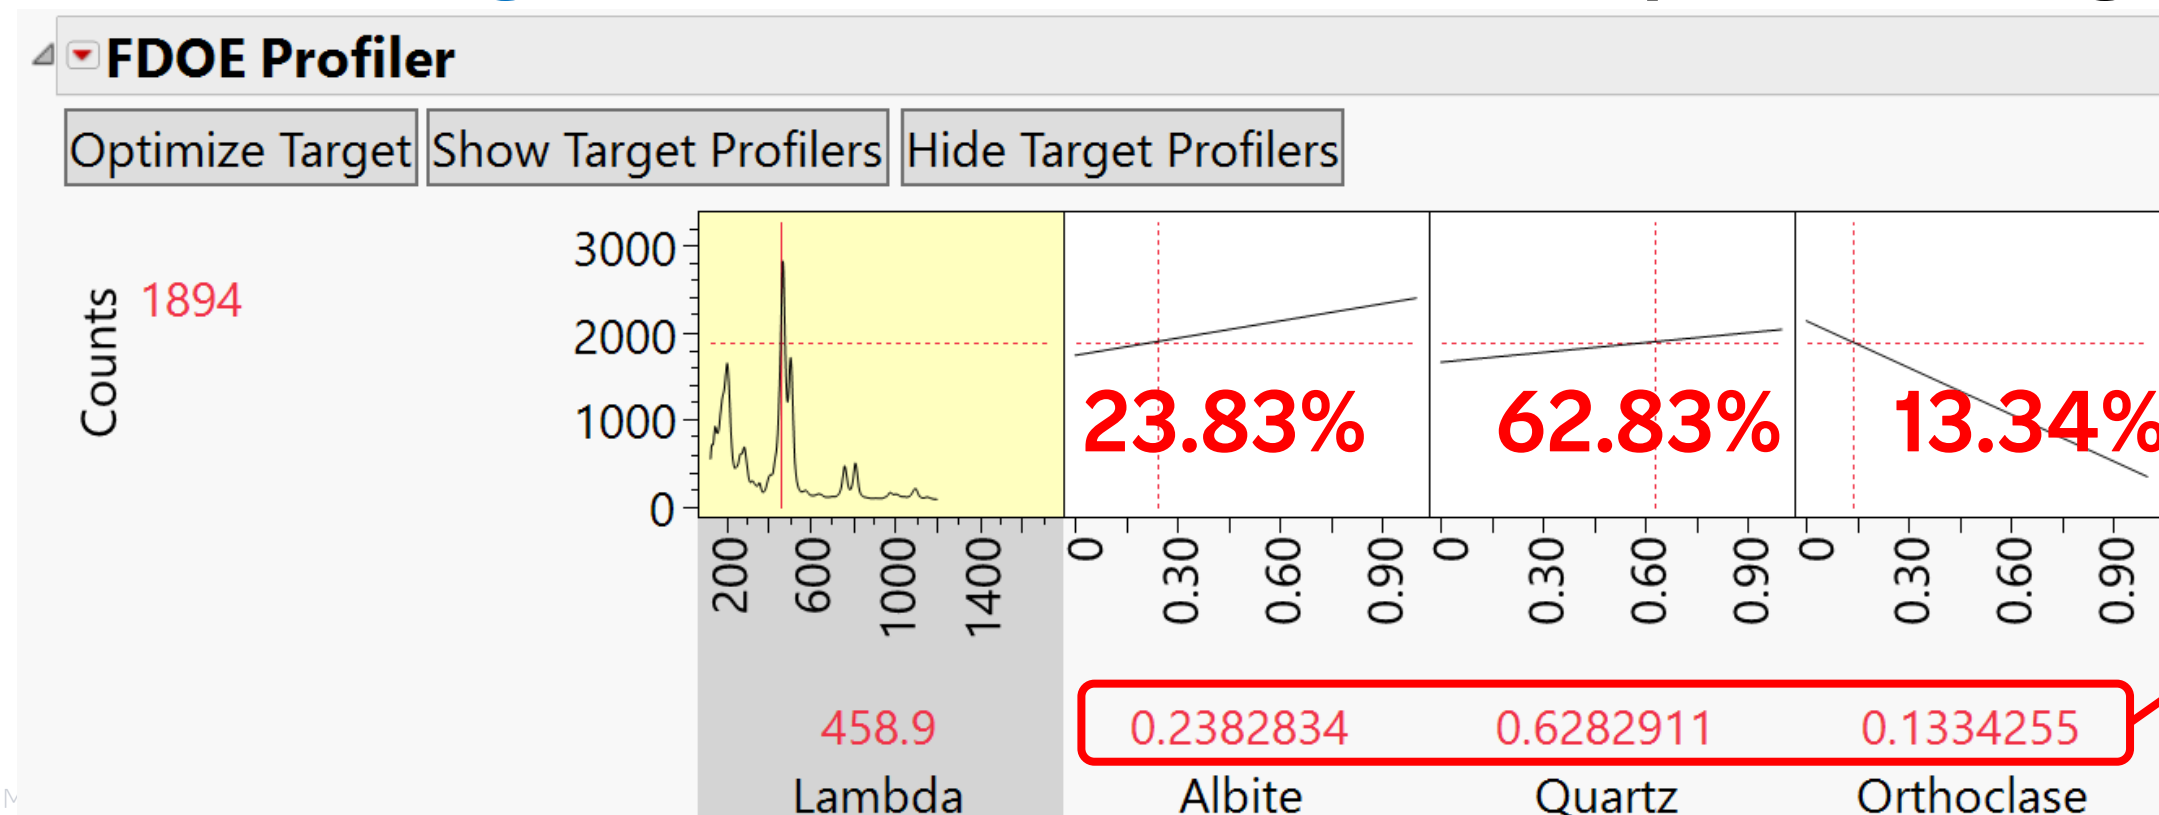 FDOE Profiler
Optimize Target Show Target Profilers Hide Target Profilers
Counts
1894
3000
2000
1000
0
23.83% 62.83% 13.34%
200 600 1000 1400 0 0.30 0.60 0.90 0 0.30 0.60 0.90 0 0.30 0.60 0.90
458.9 0.2382834 0.6282911 0.1334255
Lambda Albite Quartz Orthoclase